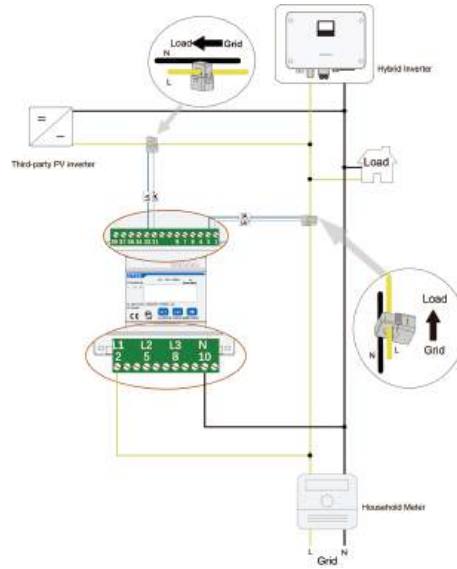 Load Grid
N
L
Hybrid Inverter
Third-party PV inverter
Load
Load
Grid
N L
L1 L2 L3 N
2 5 8 10
Household Meter
L N
Grid